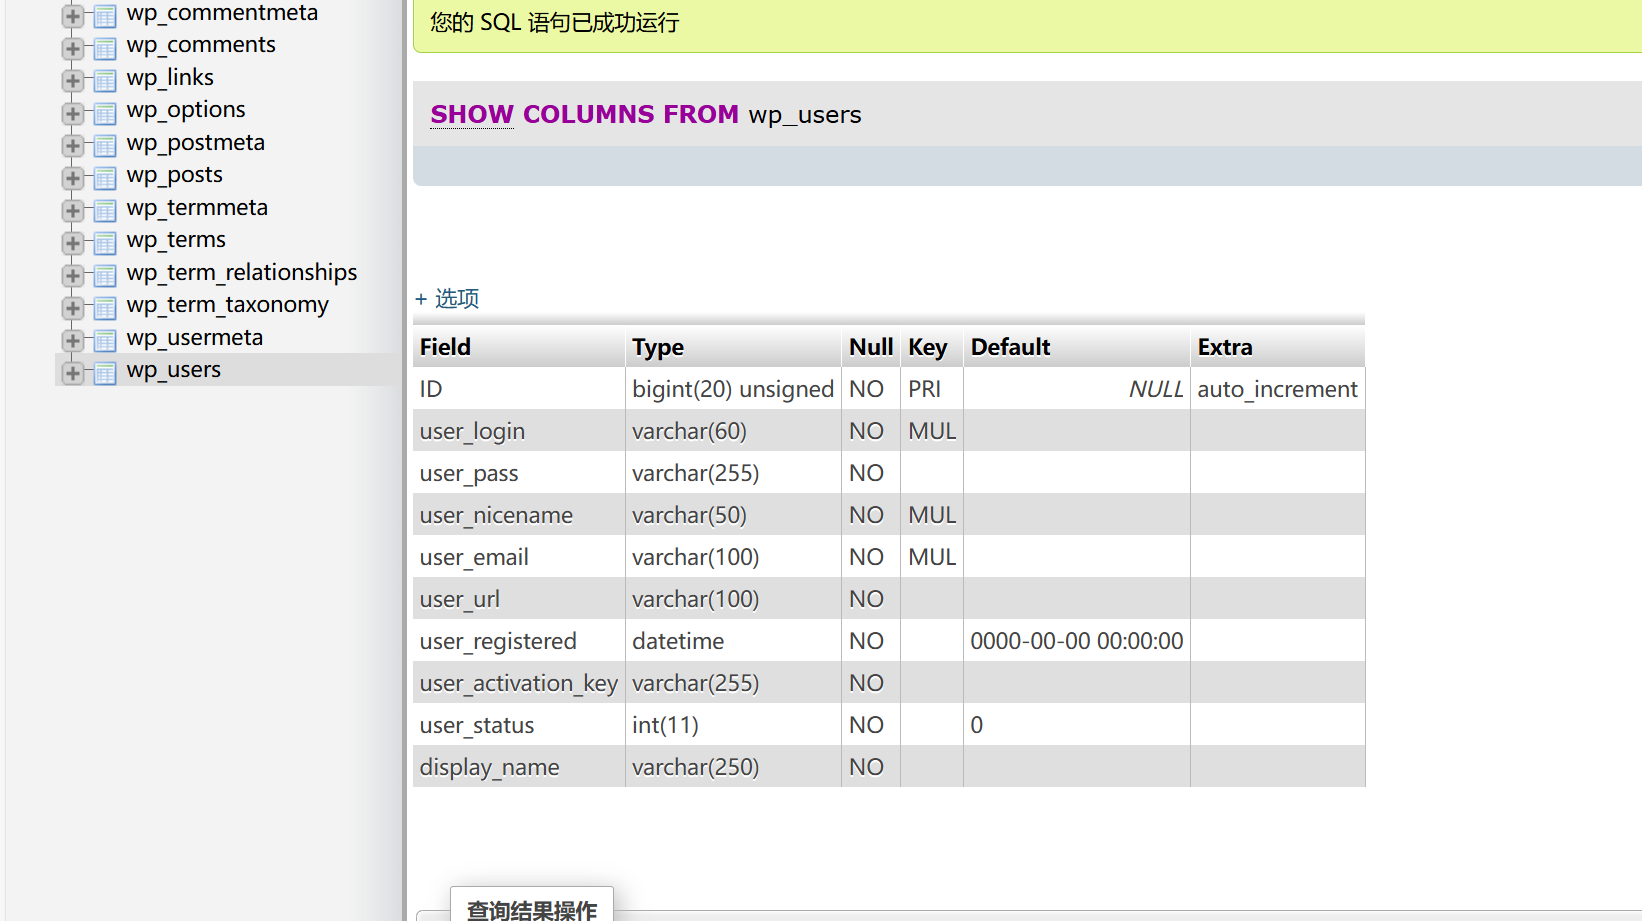 wp_commentmeta
wp_comments
wp_links
wp_options
wp_postmeta
wp_posts
wp_termmeta
wp_terms
wp_term_relationships
wp_term_taxonomy
wp_usermeta
wp_users
您的 SQL 语句已成功运行
SHOW COLUMNS FROM wp_users
+ 选项
Field Type Null Key Default Extra
ID bigint(20) unsigned NO PRI NULL auto_increment
user_login varchar(60) NO MUL
user_pass varchar(255) NO
user_nicename varchar(50) NO MUL
user_email varchar(100) NO MUL
user_url varchar(100) NO
user_registered datetime NO 0000-00-00 00:00:00
user_activation_key varchar(255) NO
user_status int(11) NO 0
display_name varchar(250) NO
查询结果操作